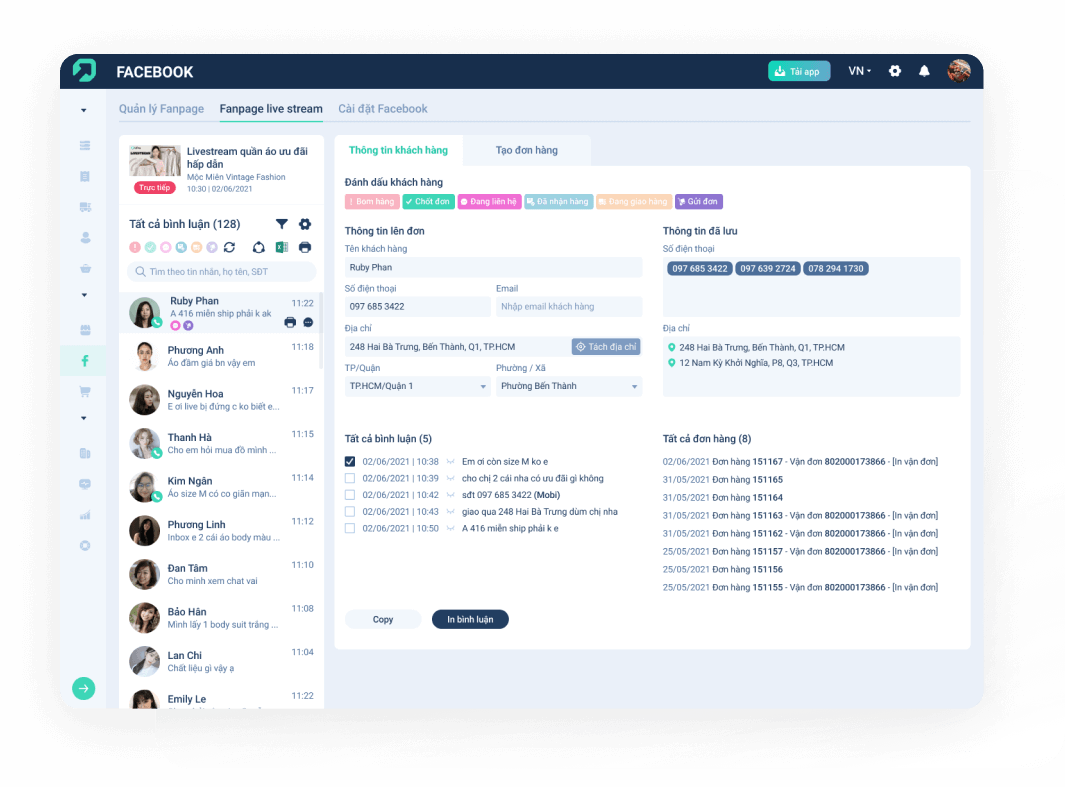 FACEBOOK
Tải app
VN
Quản lý Fanpage
Fanpage live stream
Cài đặt Facebook
LIVESTREAM
Trực tiếp
Livestream quần áo ưu đãi
hấp dẫn
Mộc Miên Vintage Fashion
10:30 | 02/06/2021
Tất cả bình luận (128)
Tìm theo tin nhắn, họ tên, SĐT
Ruby Phan
11:22
A 416 miễn ship phải k ak
Phương Anh
11:18
Áo đầm giá bn vậy em
Nguyễn Hoa
11:17
E ơi live bị đứng c ko biết e...
Thanh Hà
11:15
Cho em hỏi mua đồ mình ...
Kim Ngân
11:14
Áo size M có co giãn mạn...
Phương Linh
11:12
Inbox e 2 cái áo body màu ...
Đan Tâm
11:10
Cho mình xem chat vai
Bảo Hân
11:08
Mình lấy 1 body suit trắng ...
Lan Chi
11:04
Chất liệu gì vậy ạ
Emily Le
11:22
Thông tin khách hàng
Tạo đơn hàng
Đánh dấu khách hàng
Bom hàng
Chốt đơn
Đang liên hệ
Đã nhận hàng
Đang giao hàng
Gửi đơn
Thông tin lên đơn
Tên khách hàng
Ruby Phan
Số điện thoại
Email
097 685 3422
Nhập email khách hàng
Địa chỉ
248 Hai Bà Trưng, Bến Thành, Q1, TP.HCM
Tách địa chỉ
TP/Quận
Phường / Xã
TP.HCM/Quận 1
Phường Bến Thành
Thông tin đã lưu
Số điện thoại
097 685 3422
097 639 2724
078 294 1730
Địa chỉ
248 Hai Bà Trưng, Bến Thành, Q1, TP.HCM
12 Nam Kỳ Khởi Nghĩa, P8, Q3, TP.HCM
Tất cả bình luận (5)
02/06/2021 | 10:38 Em ơi còn size M ko e
02/06/2021 | 10:39 cho chị 2 cái nha có ưu đãi gì không
02/06/2021 | 10:42 sđt 097 685 3422 (Mobi)
02/06/2021 | 10:43 giao qua 248 Hai Bà Trưng dùm chị nha
02/06/2021 | 10:50 A 416 miễn ship phải k e
Copy
In bình luận
Tất cả đơn hàng (8)
02/06/2021 Đơn hàng 151167 - Vận đơn 802000173866 - [In vận đơn]
31/05/2021 Đơn hàng 151165
31/05/2021 Đơn hàng 151164
31/05/2021 Đơn hàng 151163 - Vận đơn 802000173866 - [In vận đơn]
31/05/2021 Đơn hàng 151162 - Vận đơn 802000173866 - [In vận đơn]
25/05/2021 Đơn hàng 151157 - Vận đơn 802000173866 - [In vận đơn]
25/05/2021 Đơn hàng 151156
25/05/2021 Đơn hàng 151155 - Vận đơn 802000173866 - [In vận đơn]